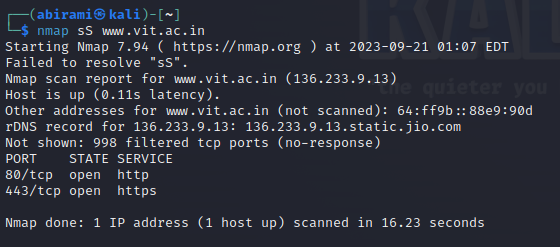 ┌──(abirami㉿kali)-[~]
└─$ nmap sS www.vit.ac.in
Starting Nmap 7.94 ( https://nmap.org ) at 2023-09-21 01:07 EDT
Failed to resolve "sS".
Nmap scan report for www.vit.ac.in (136.233.9.13)
Host is up (0.11s latency).
the quieter you
Other addresses for www.vit.ac.in (not scanned): 64:ff9b::88e9:90d
rDNS record for 136.233.9.13: 136.233.9.13.static.jio.com
Not shown: 998 filtered tcp ports (no-response)
PORT    STATE SERVICE
80/tcp  open  http
443/tcp open  https
Nmap done: 1 IP address (1 host up) scanned in 16.23 seconds